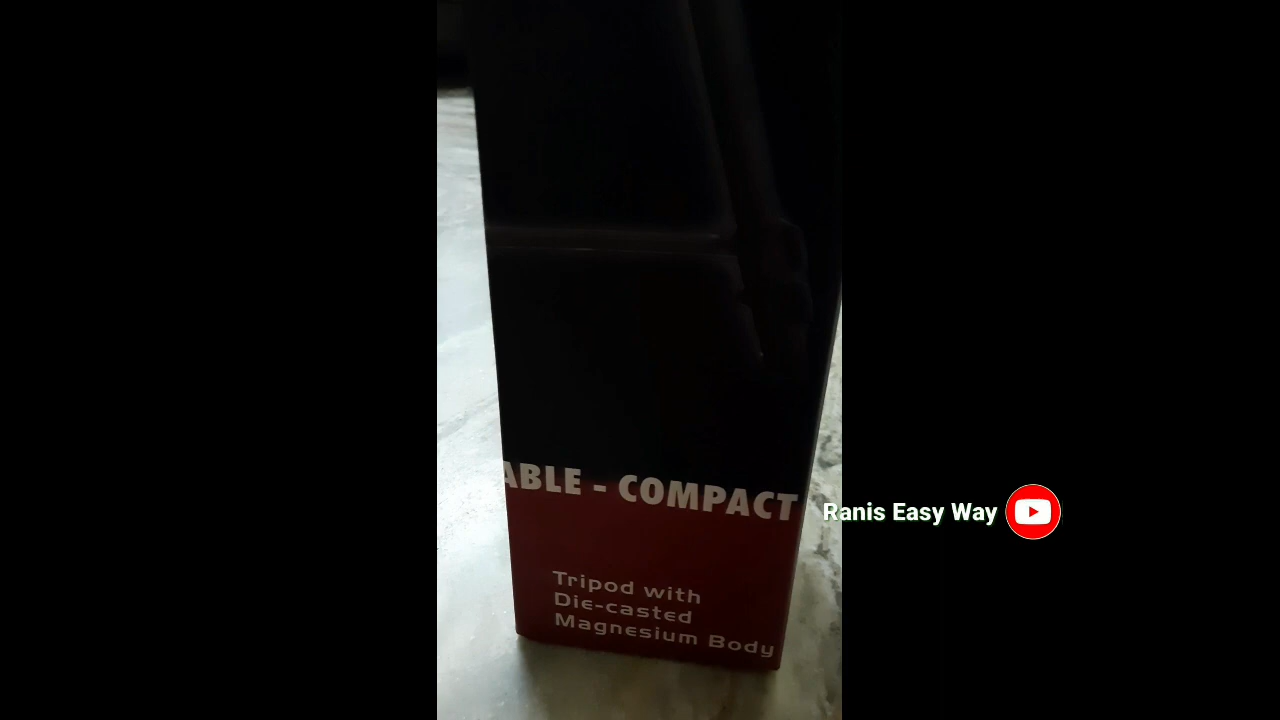 ABLE - COMPACT
Ranis Easy Way
Tripod with
Die-casted
Magnesium Body